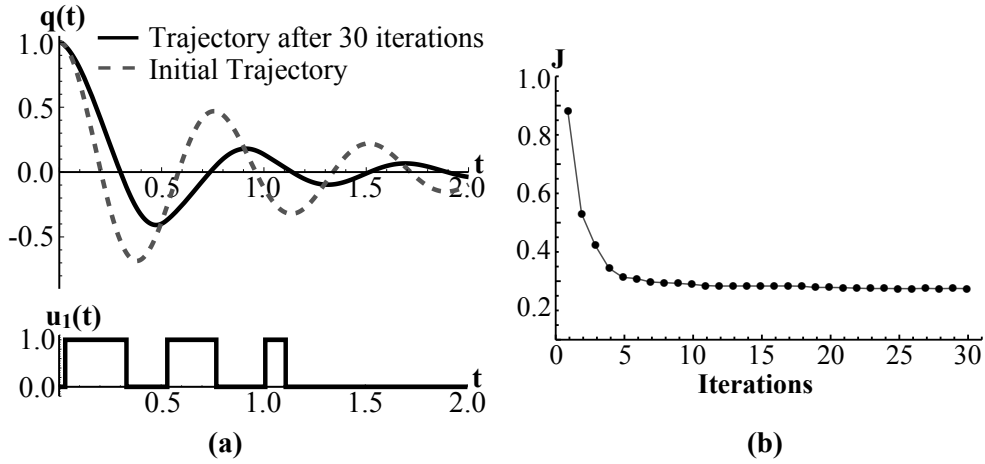 q(t)
1.0
0.5
0.0
-0.5
Trajectory after 30 iterations
Initial Trajectory
0.5 1.0 1.5 2.0
t
u₁(t)
1.0
0.0
0.5 1.0 1.5 2.0
t
(a)
J
1.0
0.8
0.6
0.4
0.2
0 5 10 15 20 25 30
Iterations
(b)